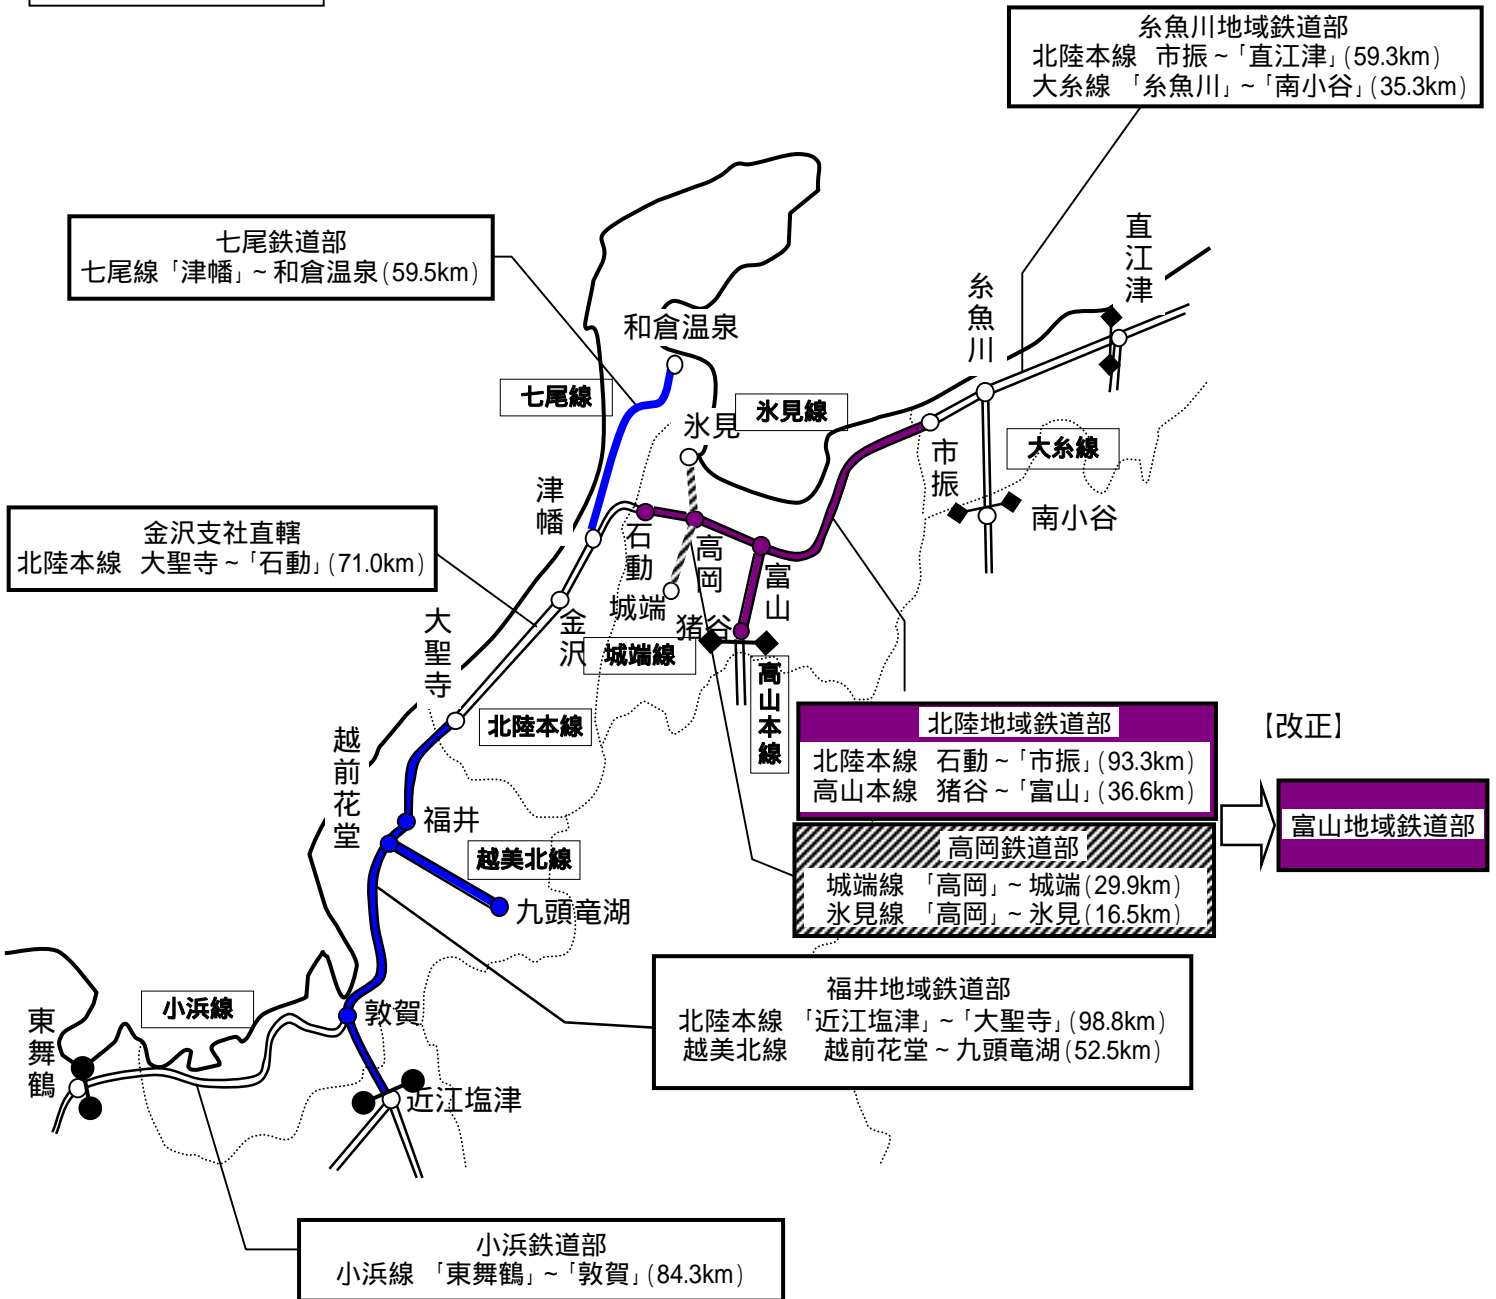 糸魚川地域鉄道部
北陸本線 市振~「直江津」(59.3km)
大糸線 「糸魚川」~「南小谷」(35.3km)
七尾鉄道部
七尾線「津幡」~和倉温泉(59.5km)
直江津
糸魚川
和倉温泉
七尾線
氷見線
氷見
市振
大糸線
南小谷
津幡
金沢支社直轄
北陸本線 大聖寺~「石動」(71.0km)
石動
高岡
富山
城端
猪谷
金沢
城端線
高山本線
大聖寺
北陸本線
越前花堂
福井
越美北線
九頭竜湖
北陸地域鉄道部
北陸本線 石動~「市振」(93.3km)
高山本線 猪谷~「富山」(36.6km)
【改正】
富山地域鉄道部
高岡鉄道部
城端線 「高岡」~城端(29.9km)
氷見線 「高岡」~氷見(16.5km)
福井地域鉄道部
北陸本線 「近江塩津」~「大聖寺」(98.8km)
越美北線 越前花堂~九頭竜湖(52.5km)
小浜線
東舞鶴
敦賀
近江塩津
小浜鉄道部
小浜線 「東舞鶴」~「敦賀」(84.3km)